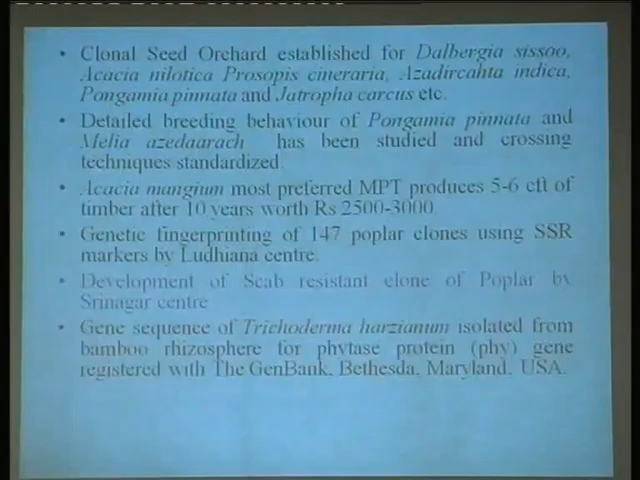 • Clonal Seed Orchard established for Dalbergia sissoo,
Acacia nilotica Prosopis cineraria, Azadircahta indica,
Pongamia pinnata and Jatropha carcus etc.
• Detailed breeding behaviour of Pongamia pinnata and
Melia azedaarach has been studied and crossing
techniques standardized
• Acacia mangium most preferred MPT produces 5-6 cft of
timber after 10 years worth Rs 2500-3000.
• Genetic fingerprinting of 147 poplar clones using SSR
markers by Ludhiana centre.
• Development of Scab resistant clone of Poplar by
Srinagar centre
• Gene sequence of Trichoderma harzianum isolated from
bamboo rhizosphere for phytase protein (phy) gene
registered with The GenBank, Bethesda, Maryland, USA.